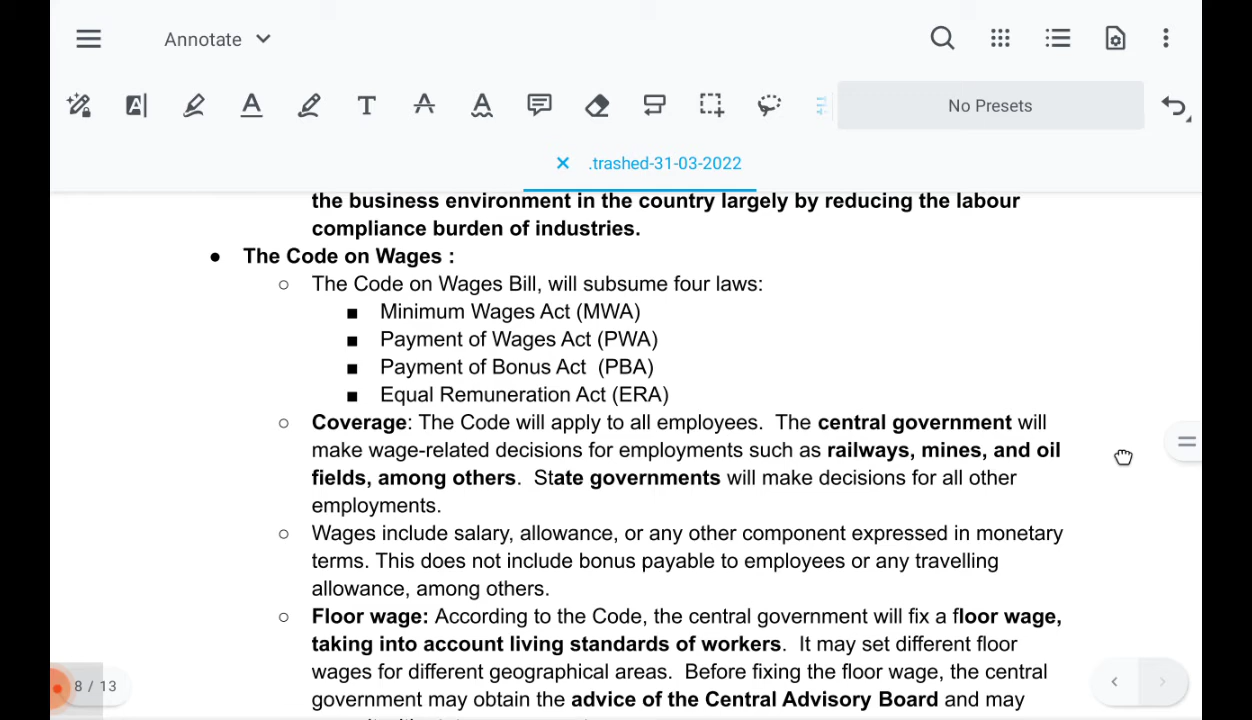 Annotate
No Presets
.trashed-31-03-2022
the business environment in the country largely by reducing the labour
compliance burden of industries.
● The Code on Wages :
○ The Code on Wages Bill, will subsume four laws:
■ Minimum Wages Act (MWA)
■ Payment of Wages Act (PWA)
■ Payment of Bonus Act (PBA)
■ Equal Remuneration Act (ERA)
○ Coverage: The Code will apply to all employees. The central government will
make wage-related decisions for employments such as railways, mines, and oil
fields, among others. State governments will make decisions for all other
employments.
○ Wages include salary, allowance, or any other component expressed in monetary
terms. This does not include bonus payable to employees or any travelling
allowance, among others.
○ Floor wage: According to the Code, the central government will fix a floor wage,
taking into account living standards of workers. It may set different floor
wages for different geographical areas. Before fixing the floor wage, the central
government may obtain the advice of the Central Advisory Board and may
8 / 13